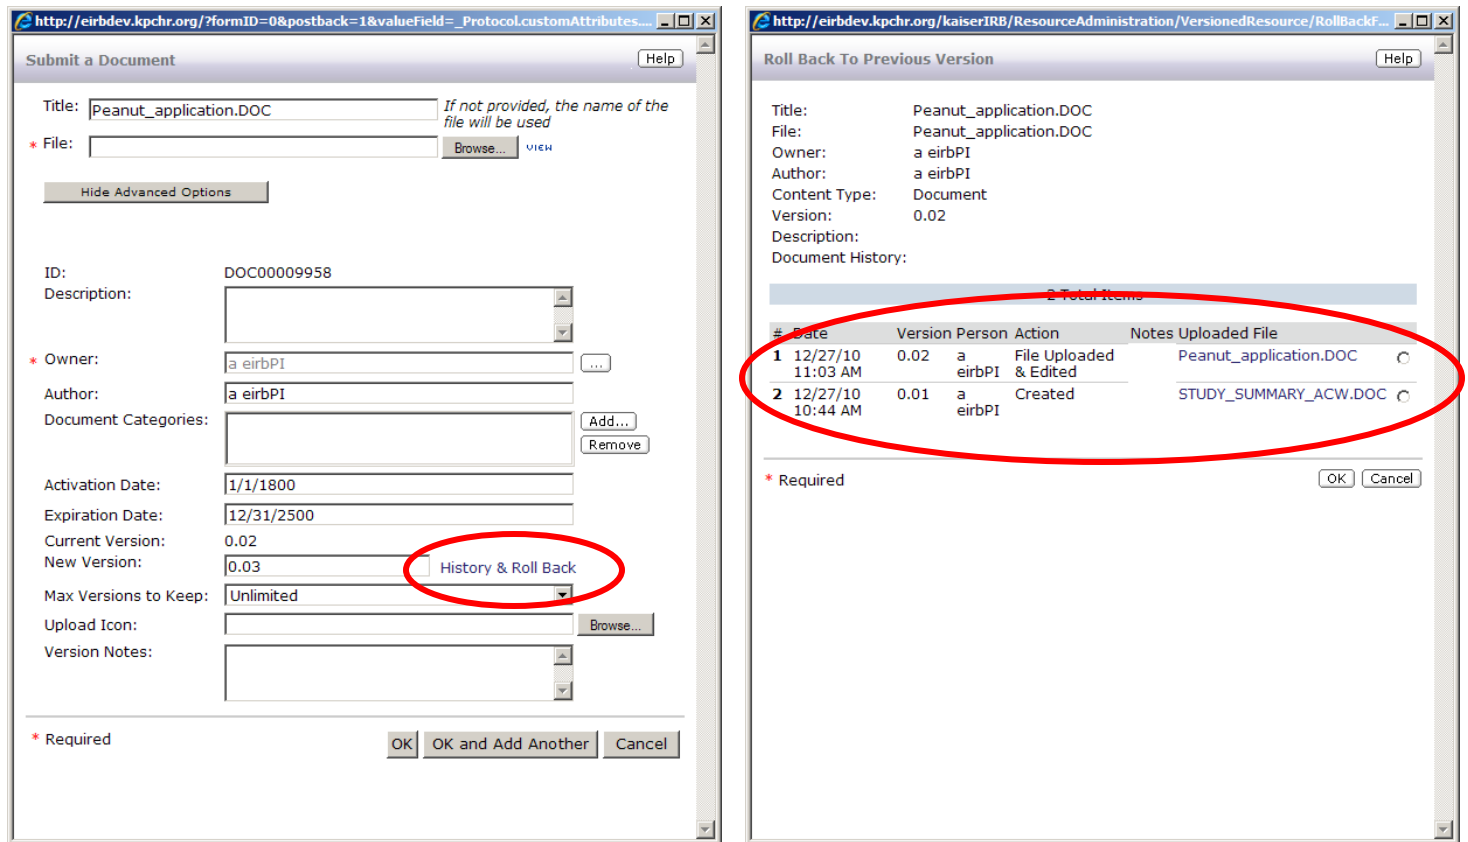 http://eirbdev.kpchr.org/?formID=0&postback=1&valueField=_Protocol.customAttributes....
Submit a Document
Help
Title: Peanut_application.DOC If not provided, the name of the
file will be used
* File: Browse... VIEW
Hide Advanced Options
ID: DOC00009958
Description:
* Owner: a eirbPI ...
Author: a eirbPI
Document Categories: Add...
Remove
Activation Date: 1/1/1800
Expiration Date: 12/31/2500
Current Version: 0.02
New Version: 0.03 History & Roll Back
Max Versions to Keep: Unlimited
Upload Icon: Browse...
Version Notes:
* Required
OK OK and Add Another Cancel
http://eirbdev.kpchr.org/kaiserIRB/ResourceAdministration/VersionedResource/RollBackF...
Roll Back To Previous Version
Help
Title: Peanut_application.DOC
File: Peanut_application.DOC
Owner: a eirbPI
Author: a eirbPI
Content Type: Document
Version: 0.02
Description:
Document History:
2 Total Items
# Date Version Person Action Notes Uploaded File
1 12/27/10 0.02 a File Uploaded Peanut_application.DOC
11:03 AM eirbPI & Edited
2 12/27/10 0.01 a Created STUDY_SUMMARY_ACW.DOC
10:44 AM eirbPI
* Required
OK Cancel